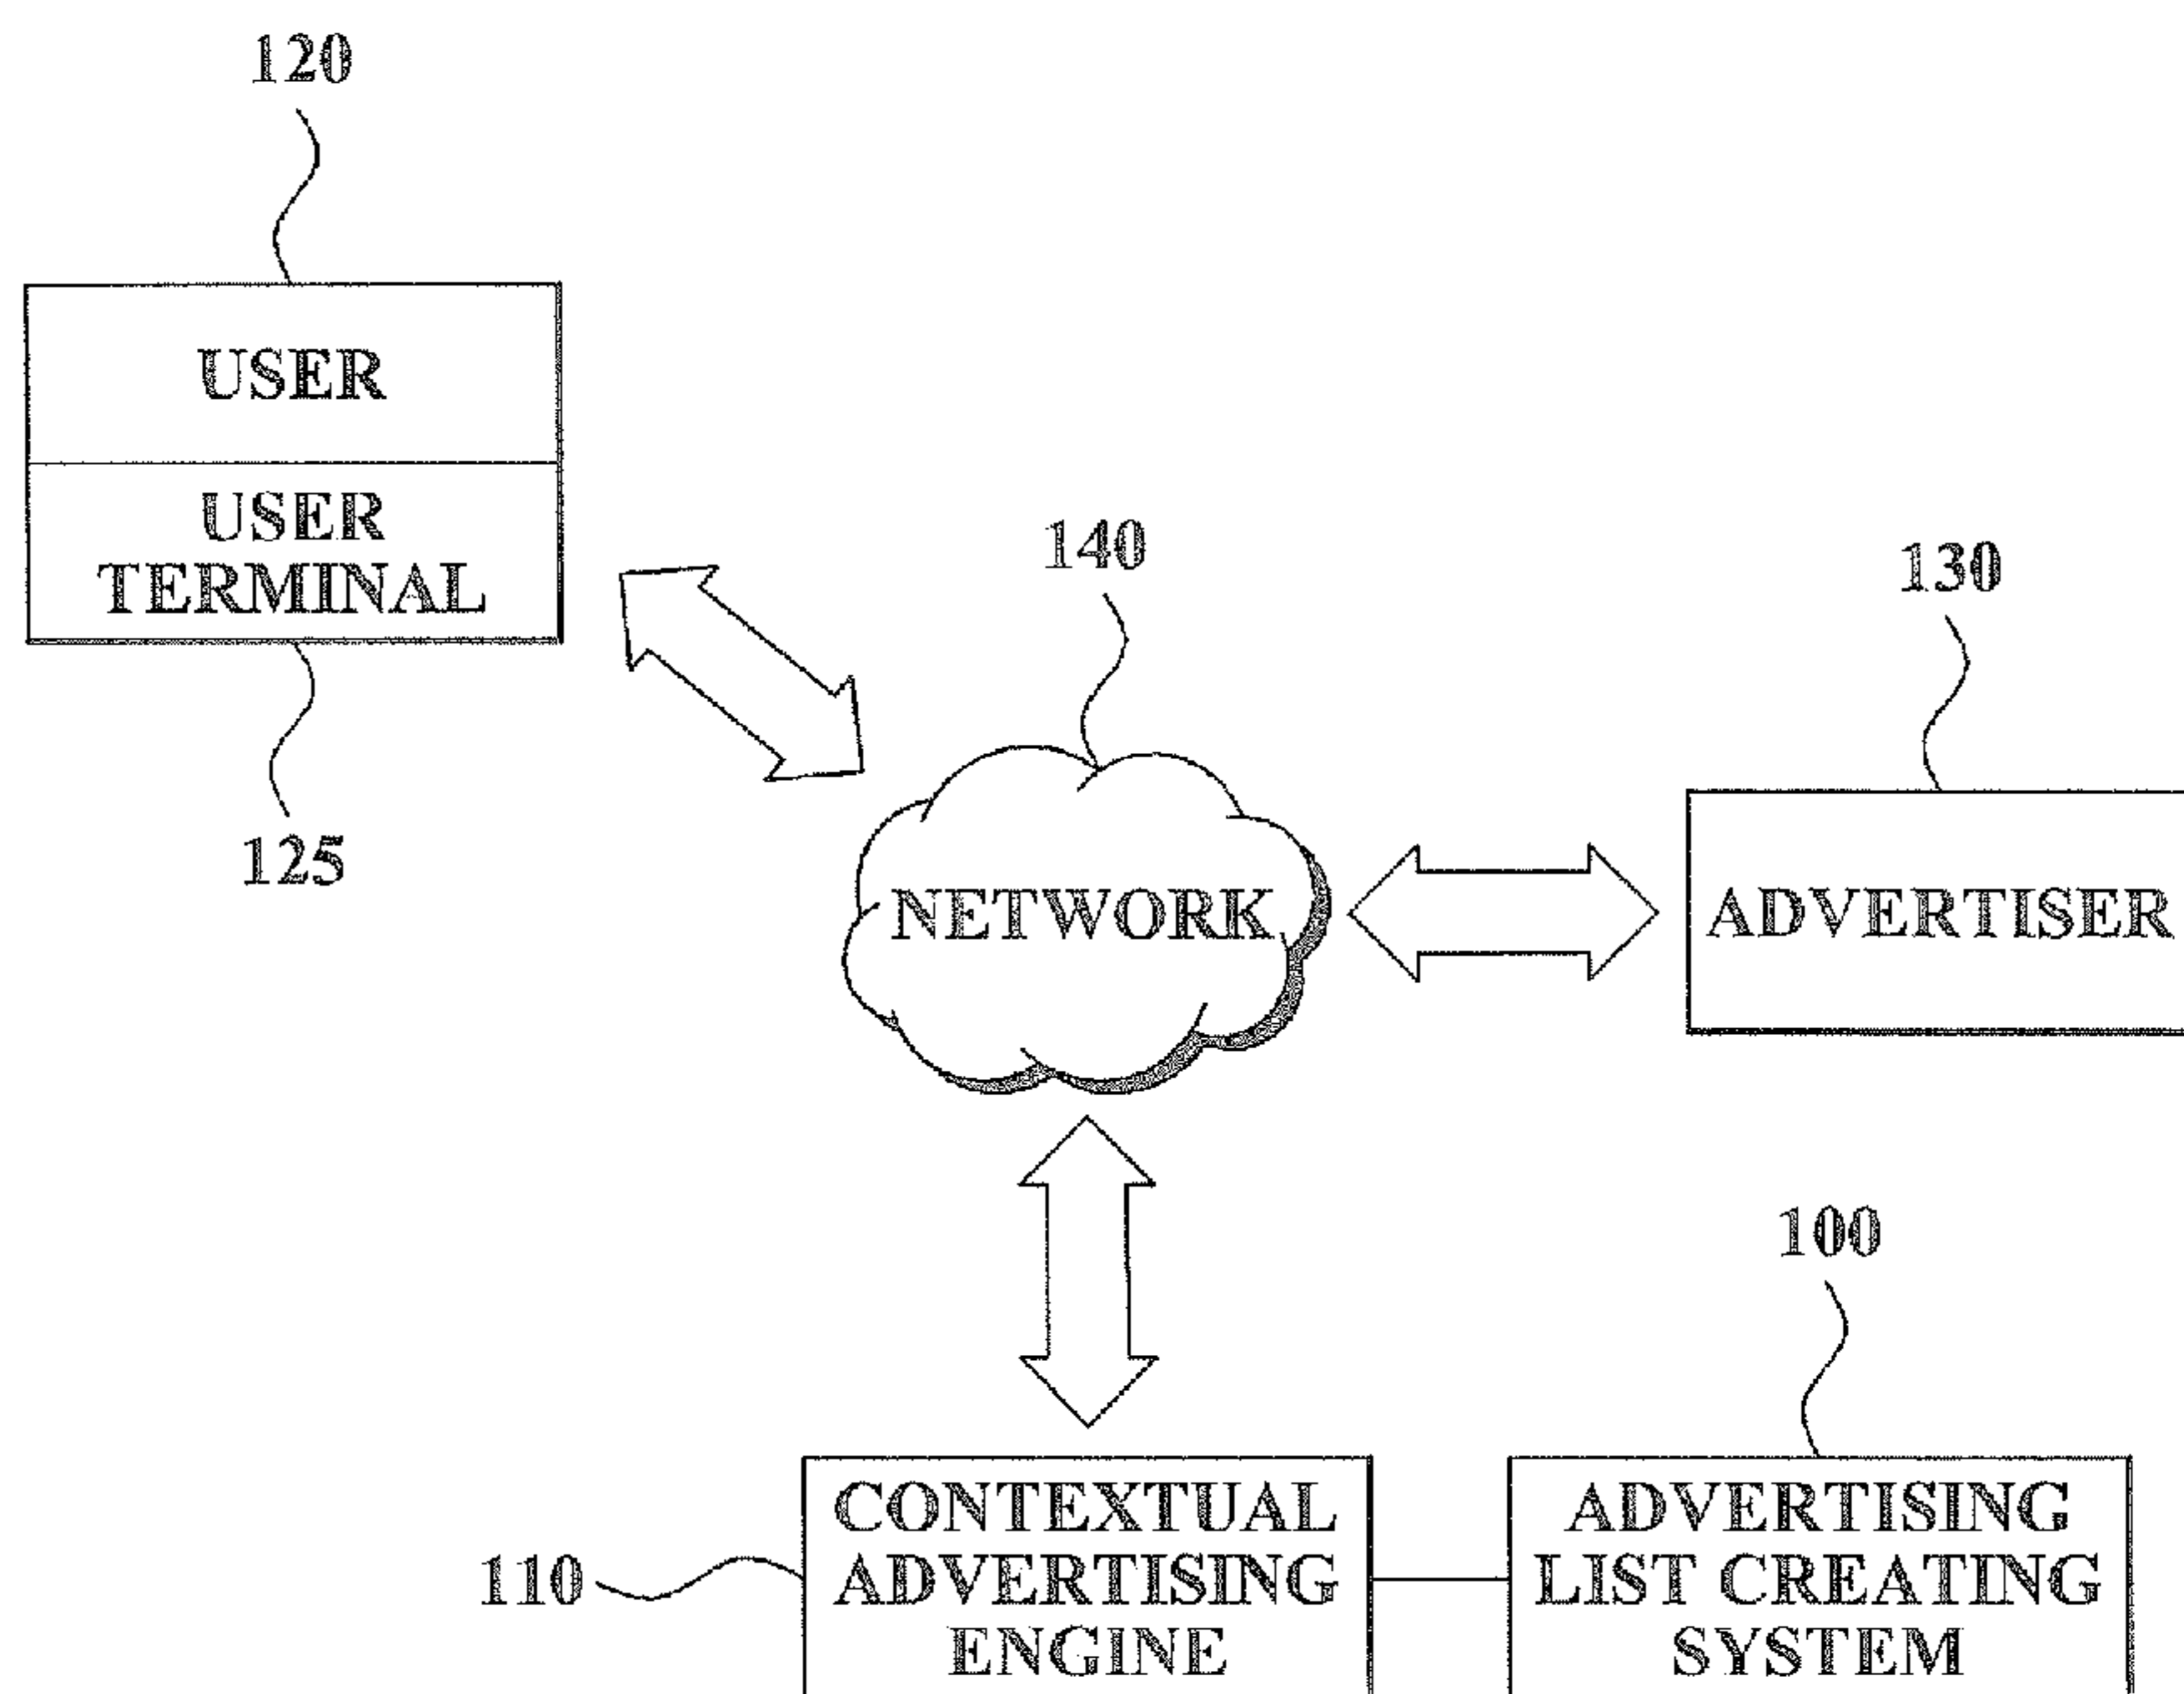 120
USER
USER
TERMINAL
125
140
NETWORK
130
ADVERTISER
100
110
CONTEXTUAL
ADVERTISING
ENGINE
ADVERTISING
LIST CREATING
SYSTEM